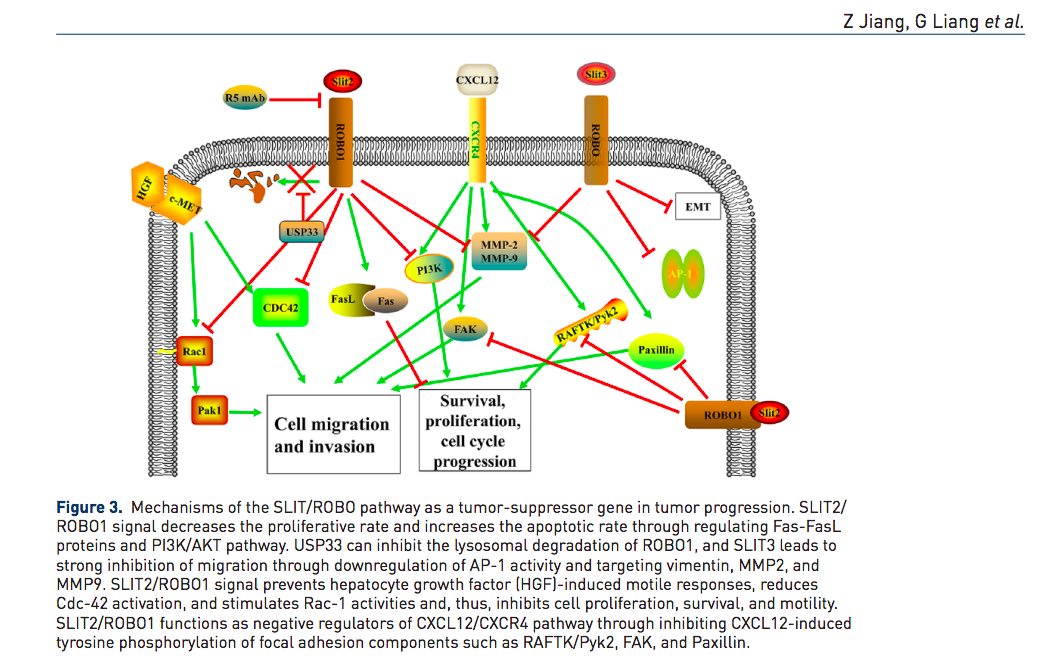 Z Jiang, G Liang et al.
Slit2
CXCL12
Slit3
R5 mAb
ROBO1
CXCR4
ROBO
HGF
c-MET
EMT
USP33
MMP-2
MMP-9
PI3K
AP-1
FasL
Fas
CDC42
FAK
RAFTK/Pyk2
Paxillin
Rac1
Pak1
Cell migration
and invasion
Survival,
proliferation,
cell cycle
progression
ROBO1
Slit2
Figure 3. Mechanisms of the SLIT/ROBO pathway as a tumor-suppressor gene in tumor progression. SLIT2/
ROBO1 signal decreases the proliferative rate and increases the apoptotic rate through regulating Fas-FasL
proteins and PI3K/AKT pathway. USP33 can inhibit the lysosomal degradation of ROBO1, and SLIT3 leads to
strong inhibition of migration through downregulation of AP-1 activity and targeting vimentin, MMP2, and
MMP9. SLIT2/ROBO1 signal prevents hepatocyte growth factor (HGF)-induced motile responses, reduces
Cdc-42 activation, and stimulates Rac-1 activities and, thus, inhibits cell proliferation, survival, and motility.
SLIT2/ROBO1 functions as negative regulators of CXCL12/CXCR4 pathway through inhibiting CXCL12-induced
tyrosine phosphorylation of focal adhesion components such as RAFTK/Pyk2, FAK, and Paxillin.